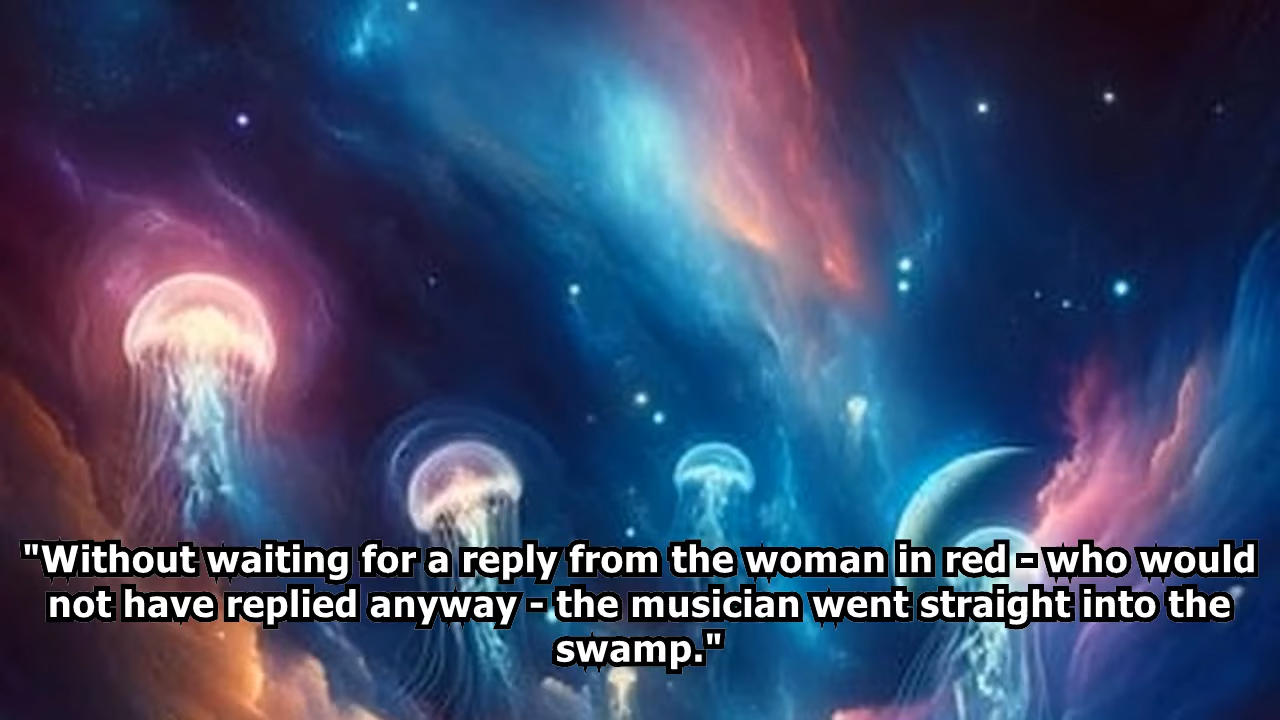 "Without waiting for a reply from the woman in red - who would
not have replied anyway - the musician went straight into the
swamp."